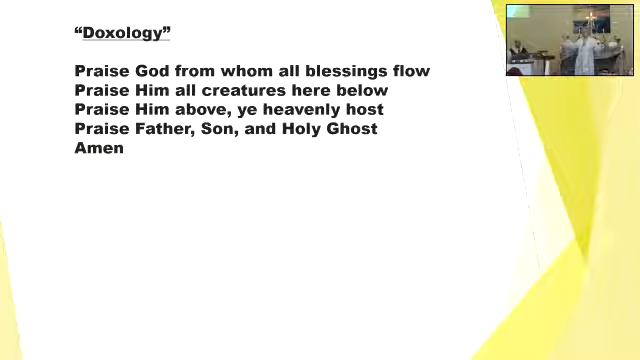 “Doxology”
Praise God from whom all blessings flow
Praise Him all creatures here below
Praise Him above, ye heavenly host
Praise Father, Son, and Holy Ghost
Amen